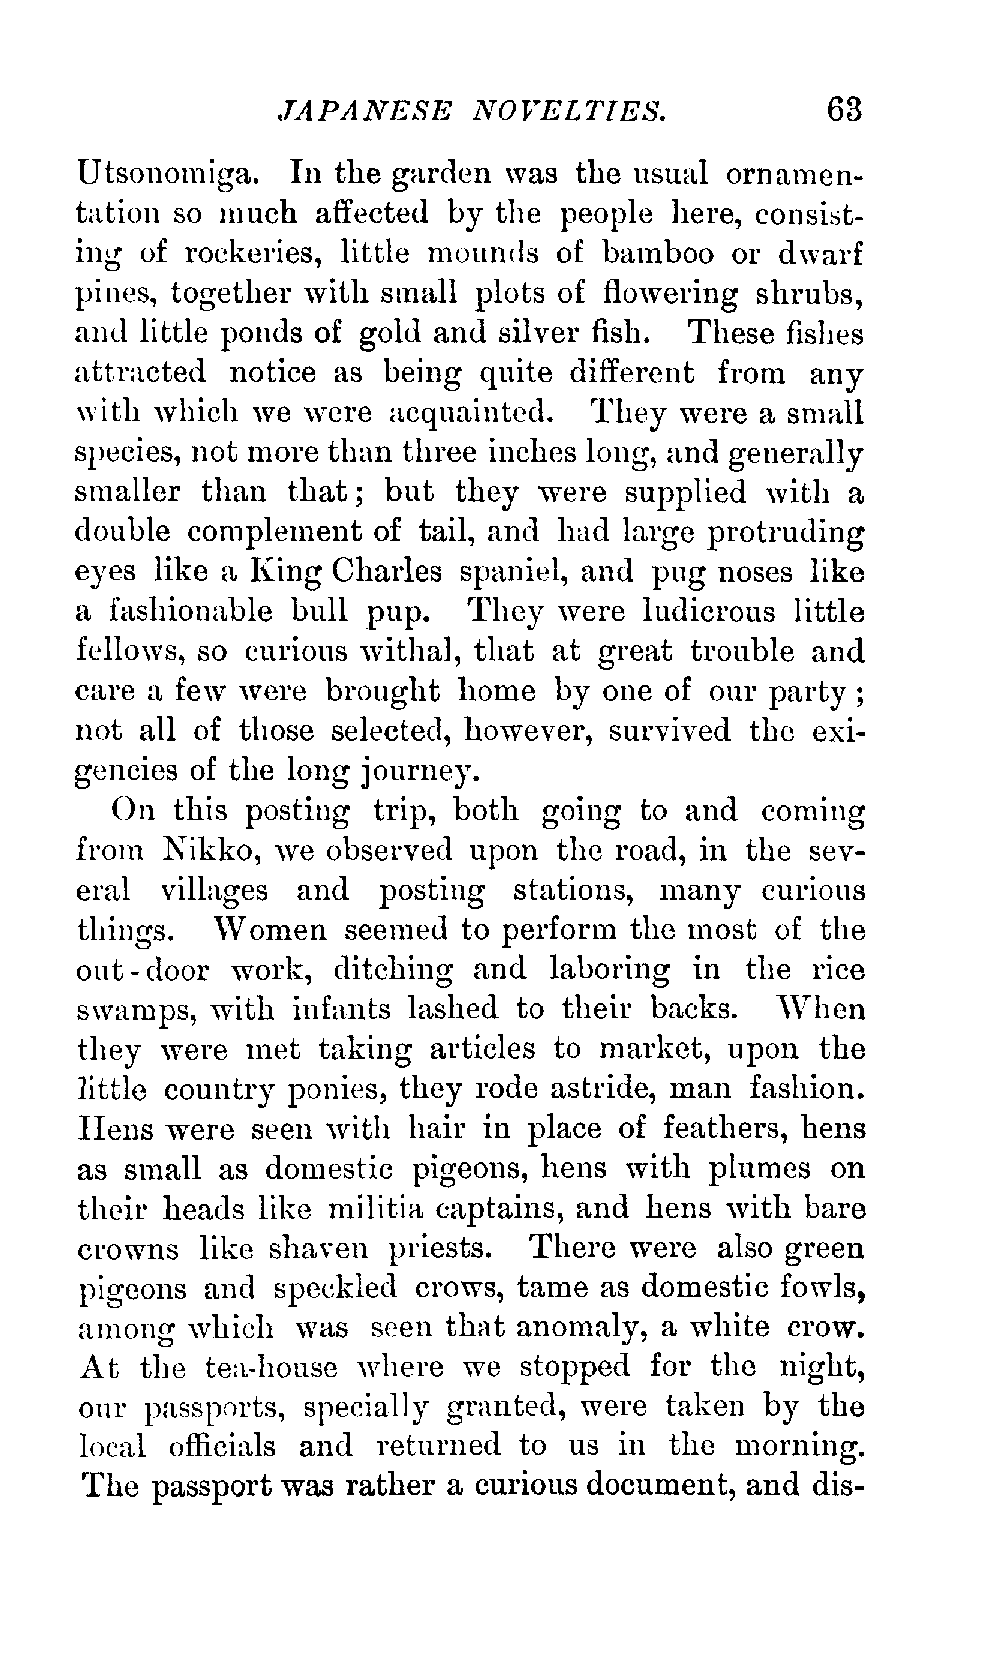 JAPANESE NOVELTIES. 63
Utsonomiga. In the garden was the usual ornamen-
tation so much affected by the people here, consist-
ing of rockeries, little mounds of bamboo or dwarf
pines, together with small plots of flowering shrubs,
and little ponds of gold and silver fish. These fishes
attracted notice as being quite different from any
with which we were acquainted. They were a small
species, not more than three inches long, and generally
smaller than that; but they were supplied with a
double complement of tail, and had large protruding
eyes like a King Charles spaniel, and pug noses like
a fashionable bull pup. They were ludicrous little
fellows, so curious withal, that at great trouble and
care a few were brought home by one of our party;
not all of those selected, however, survived the exi-
gencies of the long journey.
On this posting trip, both going to and coming
from Nikko, we observed upon the road, in the sev-
eral villages and posting stations, many curious
things. Women seemed to perform the most of the
out-door work, ditching and laboring in the rice
swamps, with infants lashed to their backs. When
they were met taking articles to market, upon the
little country ponies, they rode astride, man fashion.
Hens were seen with hair in place of feathers, hens
as small as domestic pigeons, hens with plumes on
their heads like militia captains, and hens with bare
crowns like shaven priests. There were also green
pigeons and speckled crows, tame as domestic fowls,
among which was seen that anomaly, a white crow.
At the tea-house where we stopped for the night,
our passports, specially granted, were taken by the
local officials and returned to us in the morning.
The passport was rather a curious document, and dis-